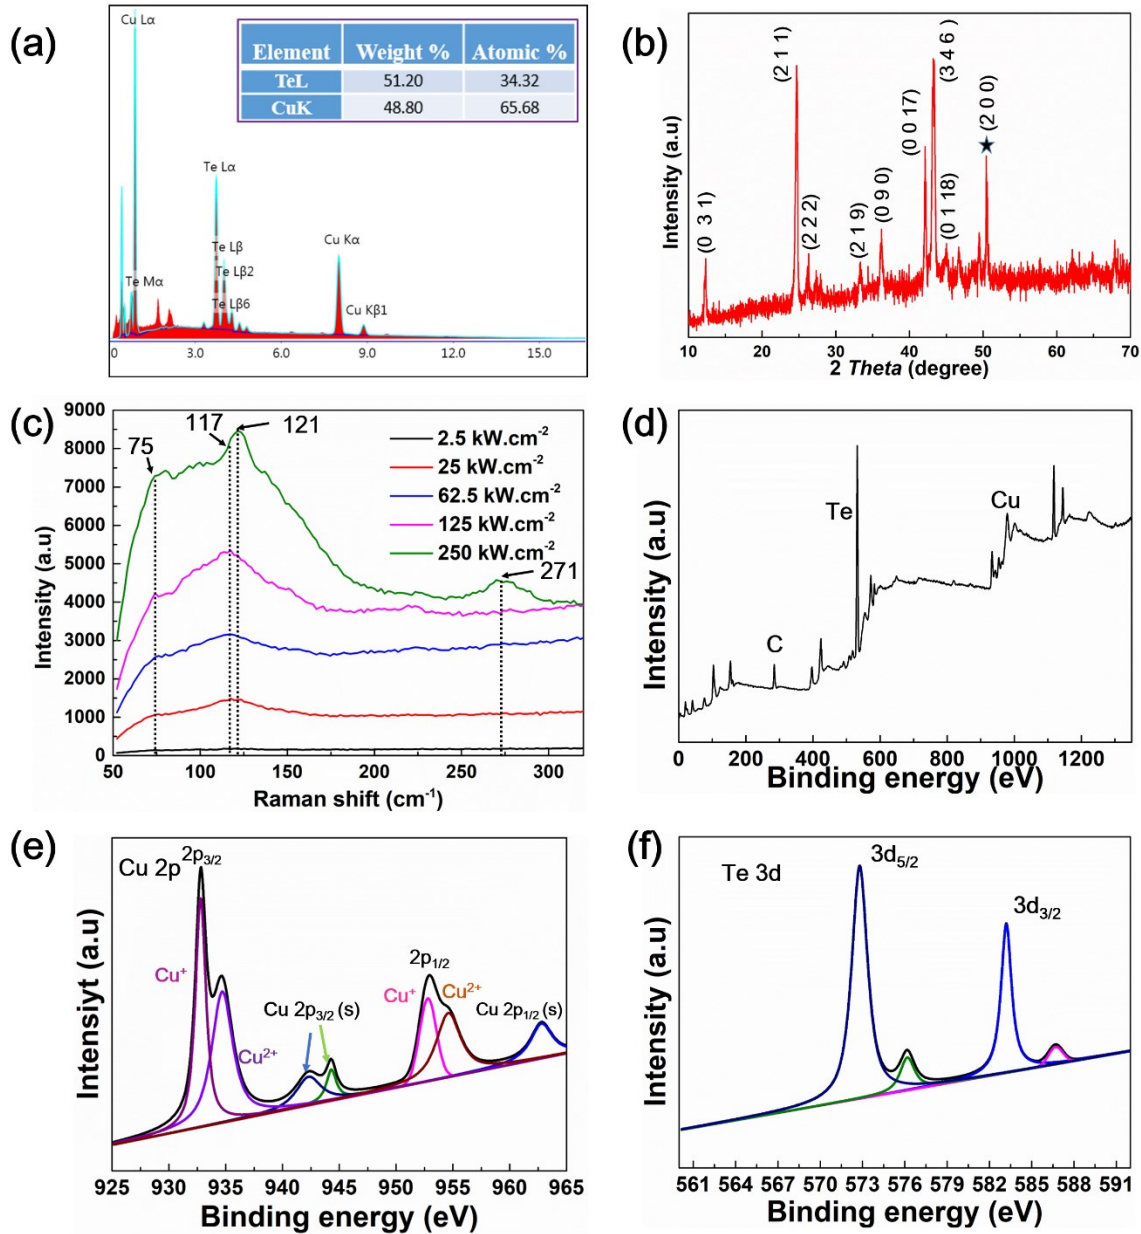 (a)
Cu Lα
Element Weight % Atomic %
TeL 51.20 34.32
CuK 48.80 65.68
Te Lα
Te Lβ
Te Lβ2
Te Mα
Te Lβ6
Cu Kα
Cu Kβ1
0.0 3.0 6.0 9.0 12.0 15.0
(b)
Intensity (a.u)
(0 3 1)
(2 1 1)
(2 2 2)
(2 1 9)
(0 9 0)
(0 0 17)
(3 4 6)
(0 1 18)
★ (2 0 0)
10 20 30 40 50 60 70
2 Theta (degree)
(c)
Intensity (a.u)
9000
8000
7000
6000
5000
4000
3000
2000
1000
0
75
117
121
271
2.5 kW.cm-2
25 kW.cm-2
62.5 kW.cm-2
125 kW.cm-2
250 kW.cm-2
50 100 150 200 250 300
Raman shift (cm-1)
(d)
Intensity (a.u)
C
Te
Cu
0 200 400 600 800 1000 1200
Binding energy (eV)
(e)
Intensiyt (a.u)
Cu 2p
2p3/2
Cu+
Cu2+
Cu 2p3/2 (s)
2p1/2
Cu+
Cu2+
Cu 2p1/2 (s)
925 930 935 940 945 950 955 960 965
Binding energy (eV)
(f)
Intensity (a.u)
Te 3d
3d5/2
3d3/2
561 564 567 570 573 576 579 582 585 588 591
Binding energy (eV)